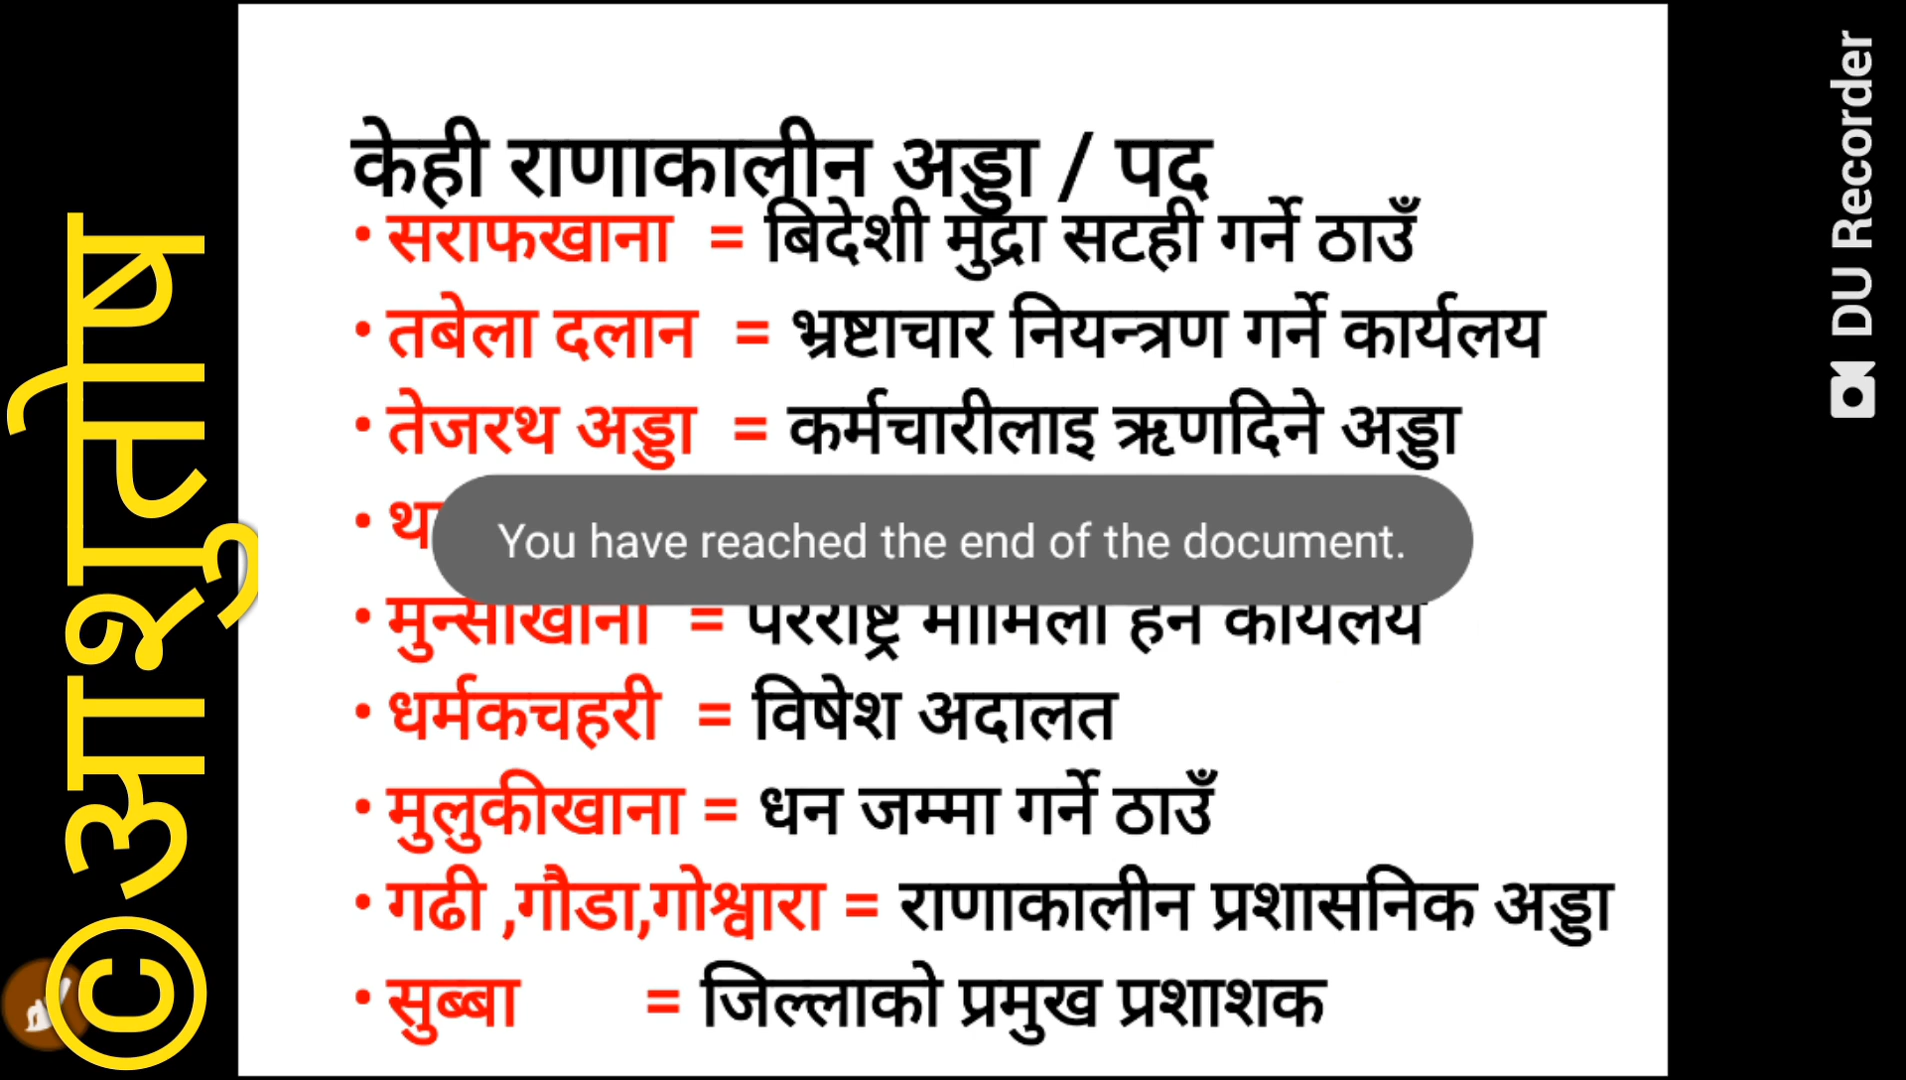 केही राणाकालीन अड्डा / पद
• सराफखाना = बिदेशी मुद्रा सटही गर्ने ठाउँ
• तबेला दलान = भ्रष्टाचार नियन्त्रण गर्ने कार्यलय
• तेजरथ अड्डा = कर्मचारीलाइ ऋणदिने अड्डा
You have reached the end of the document.
• मुन्सीखाना = परराष्ट्र मामिला हेर्ने कार्यलय
• धर्मकचहरी = विषेश अदालत
• मुलुकीखाना = धन जम्मा गर्ने ठाउँ
• गढी ,गौडा,गोश्वारा = राणाकालीन प्रशासनिक अड्डा
• सुब्बा = जिल्लाको प्रमुख प्रशाशक
©आशुतोष
DU Recorder